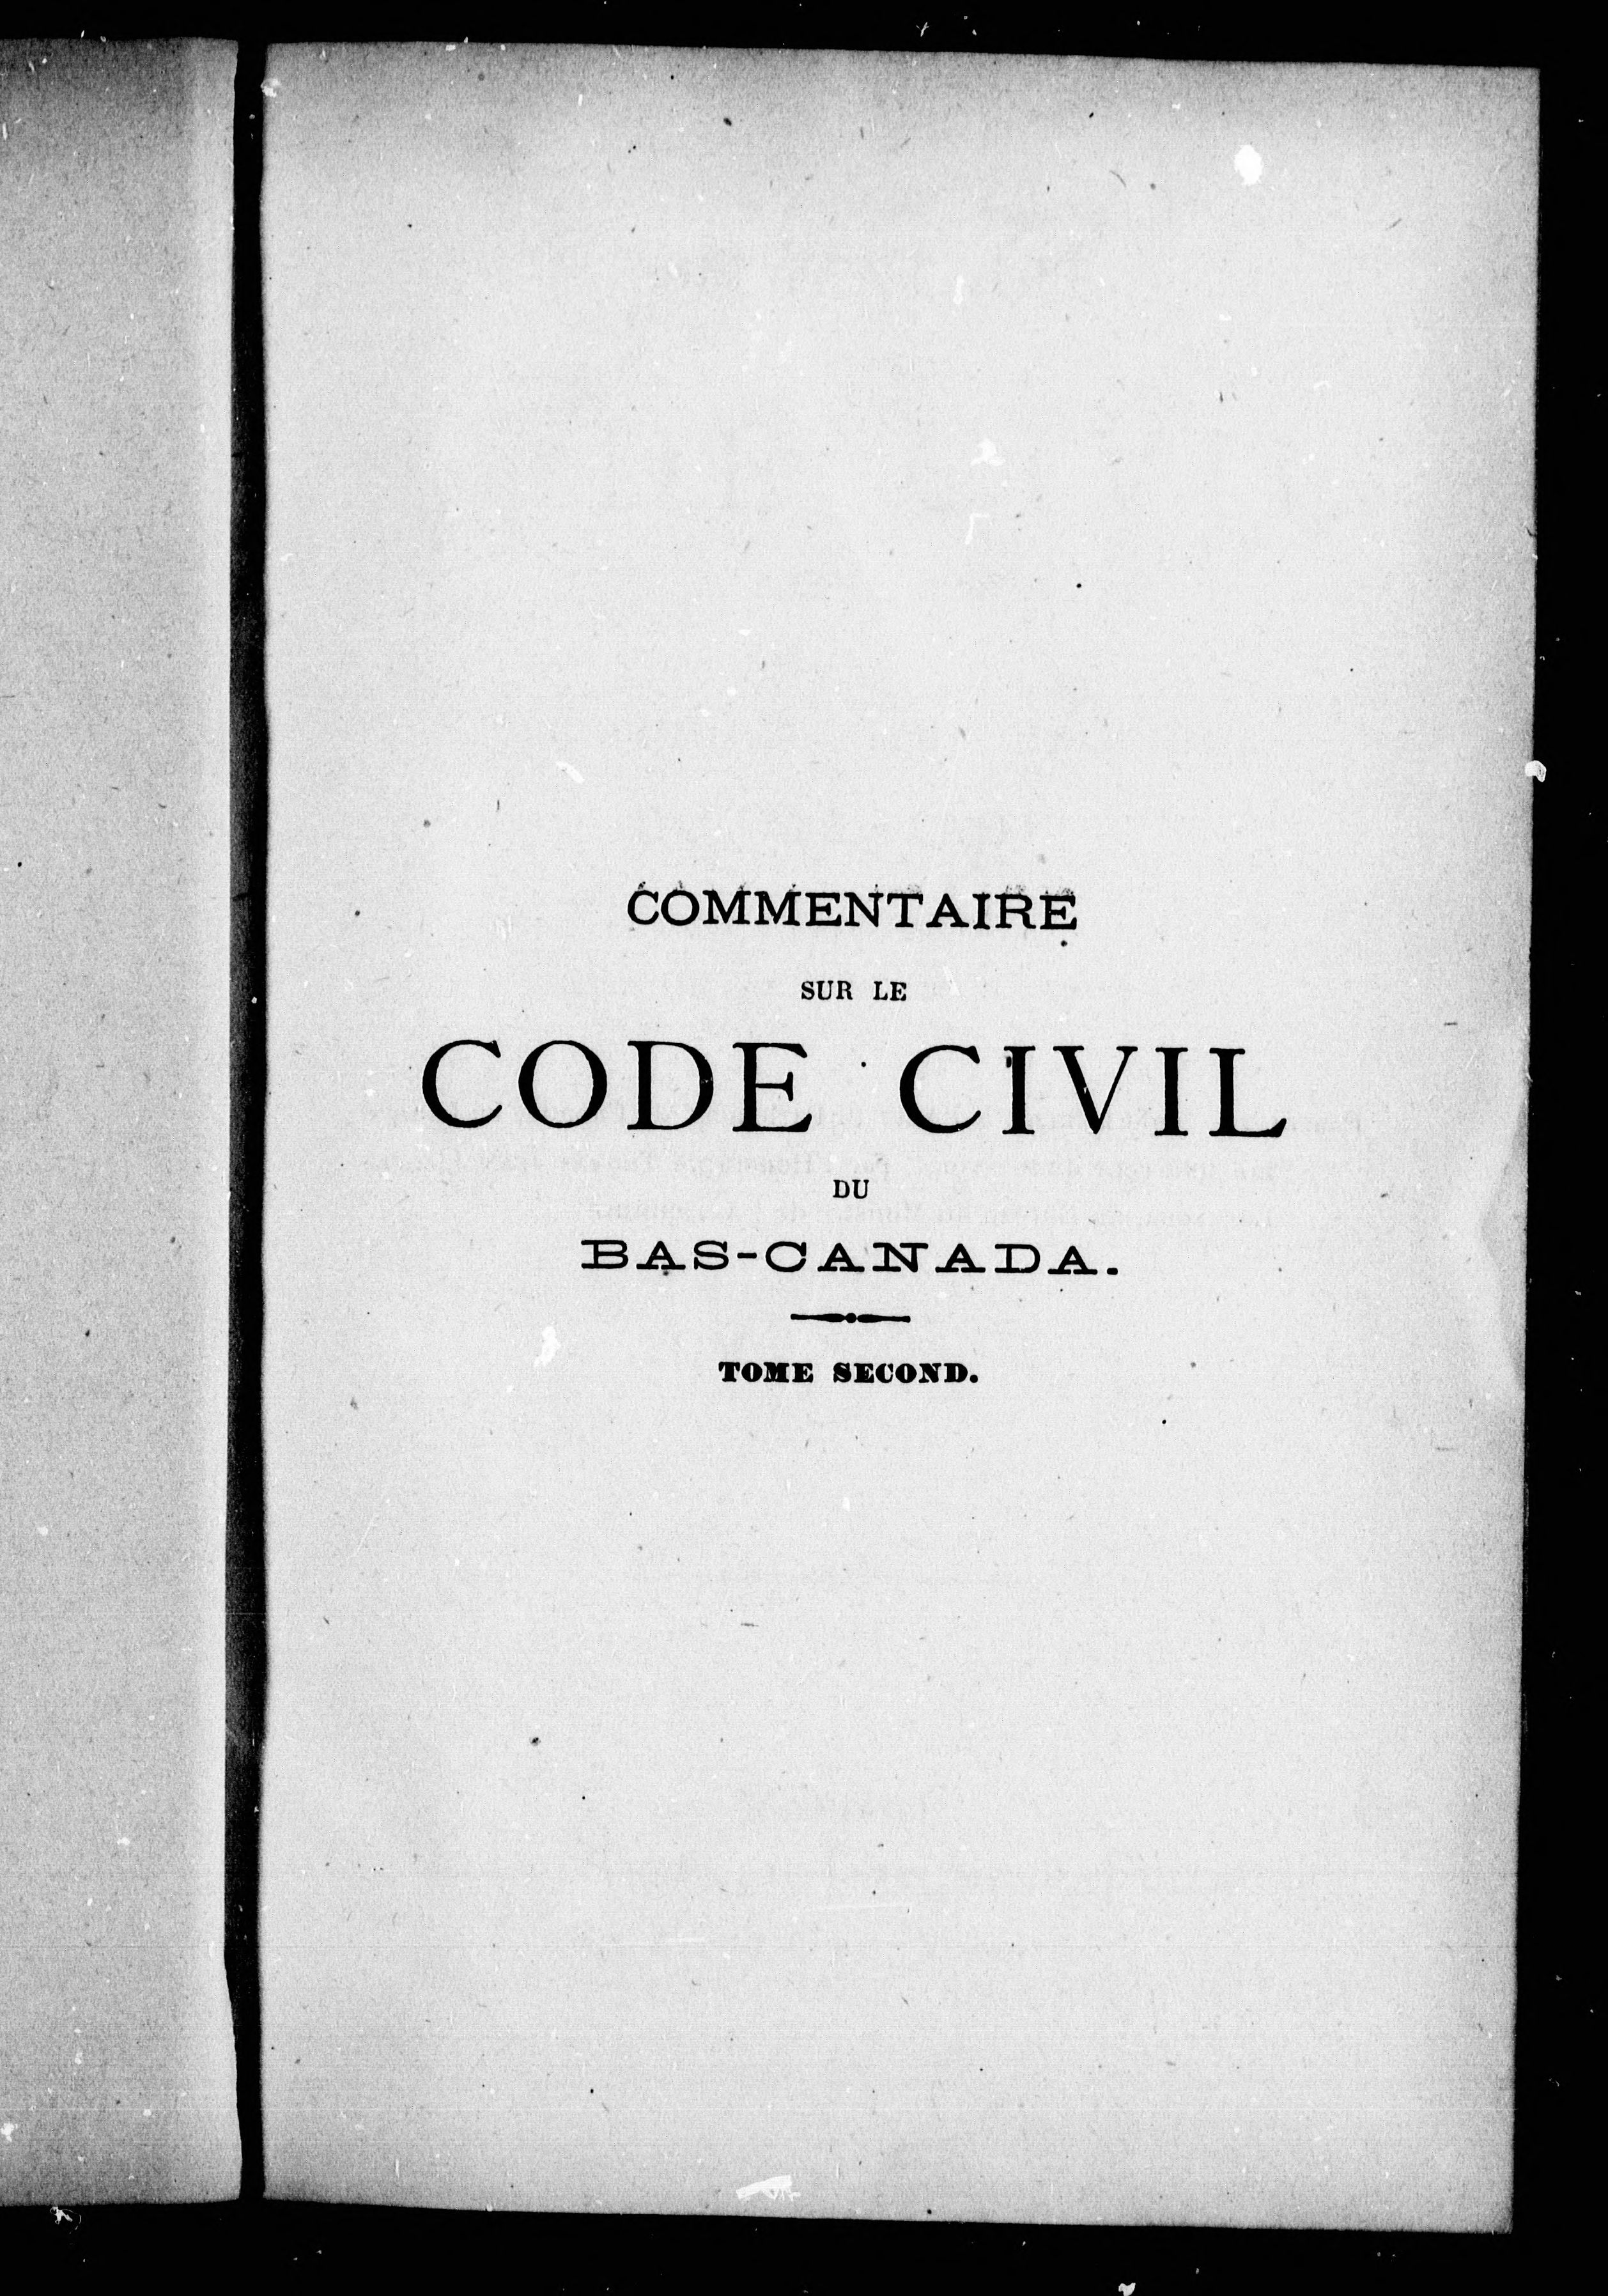 COMMENTAIRE
SUR LE
CODE CIVIL
DU
BAS-CANADA.
TOME SECOND.